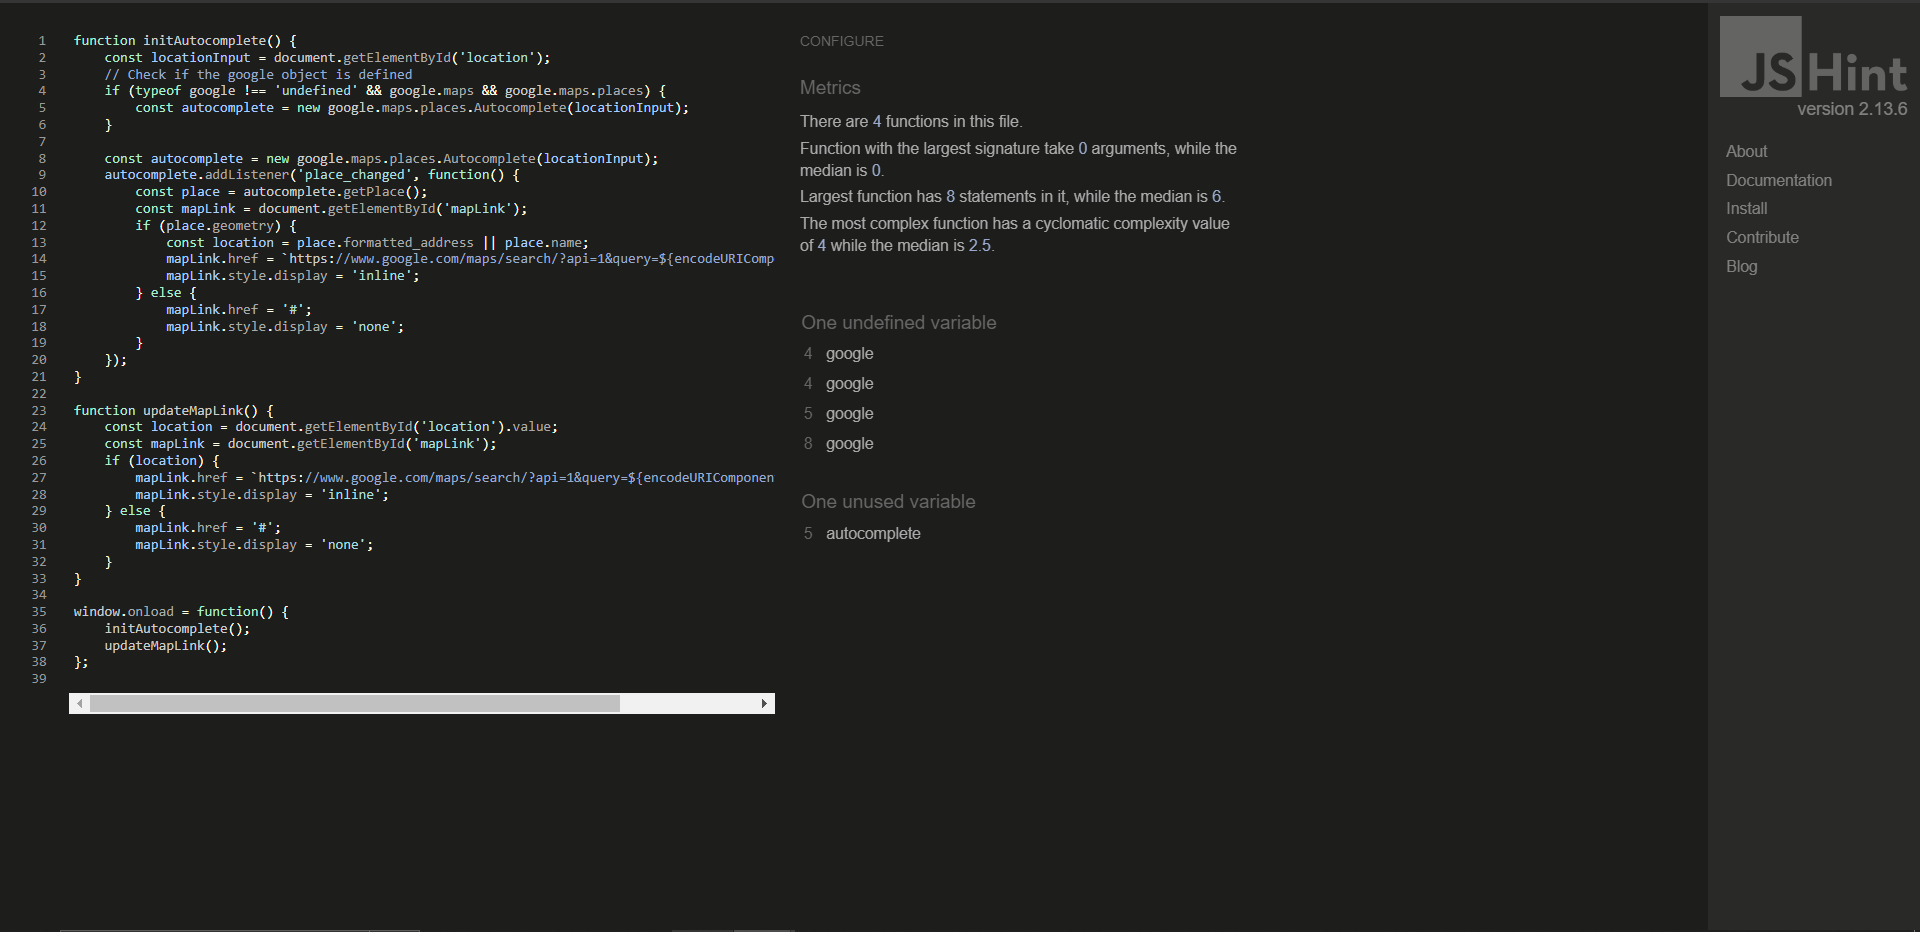 1 function initAutocomplete() {
2 const locationInput = document.getElementById('location');
3 // Check if the google object is defined
4 if (typeof google !== 'undefined' && google.maps && google.maps.places) {
5 const autocomplete = new google.maps.places.Autocomplete(locationInput);
6 }
7
8 const autocomplete = new google.maps.places.Autocomplete(locationInput);
9 autocomplete.addListener('place_changed', function() {
10 const place = autocomplete.getPlace();
11 const mapLink = document.getElementById('mapLink');
12 if (place.geometry) {
13 const location = place.formatted_address || place.name;
14 mapLink.href = `https://www.google.com/maps/search/?api=1&query=${encodeURIComp
15 mapLink.style.display = 'inline';
16 } else {
17 mapLink.href = '#';
18 mapLink.style.display = 'none';
19 }
20 });
21 }
22
23 function updateMapLink() {
24 const location = document.getElementById('location').value;
25 const mapLink = document.getElementById('mapLink');
26 if (location) {
27 mapLink.href = `https://www.google.com/maps/search/?api=1&query=${encodeURIComponen
28 mapLink.style.display = 'inline';
29 } else {
30 mapLink.href = '#';
31 mapLink.style.display = 'none';
32 }
33 }
34
35 window.onload = function() {
36 initAutocomplete();
37 updateMapLink();
38 };
39
CONFIGURE
Metrics
There are 4 functions in this file.
Function with the largest signature take 0 arguments, while the
median is 0.
Largest function has 8 statements in it, while the median is 6.
The most complex function has a cyclomatic complexity value
of 4 while the median is 2.5.
One undefined variable
4 google
4 google
5 google
8 google
One unused variable
5 autocomplete
JSHint
version 2.13.6
About
Documentation
Install
Contribute
Blog